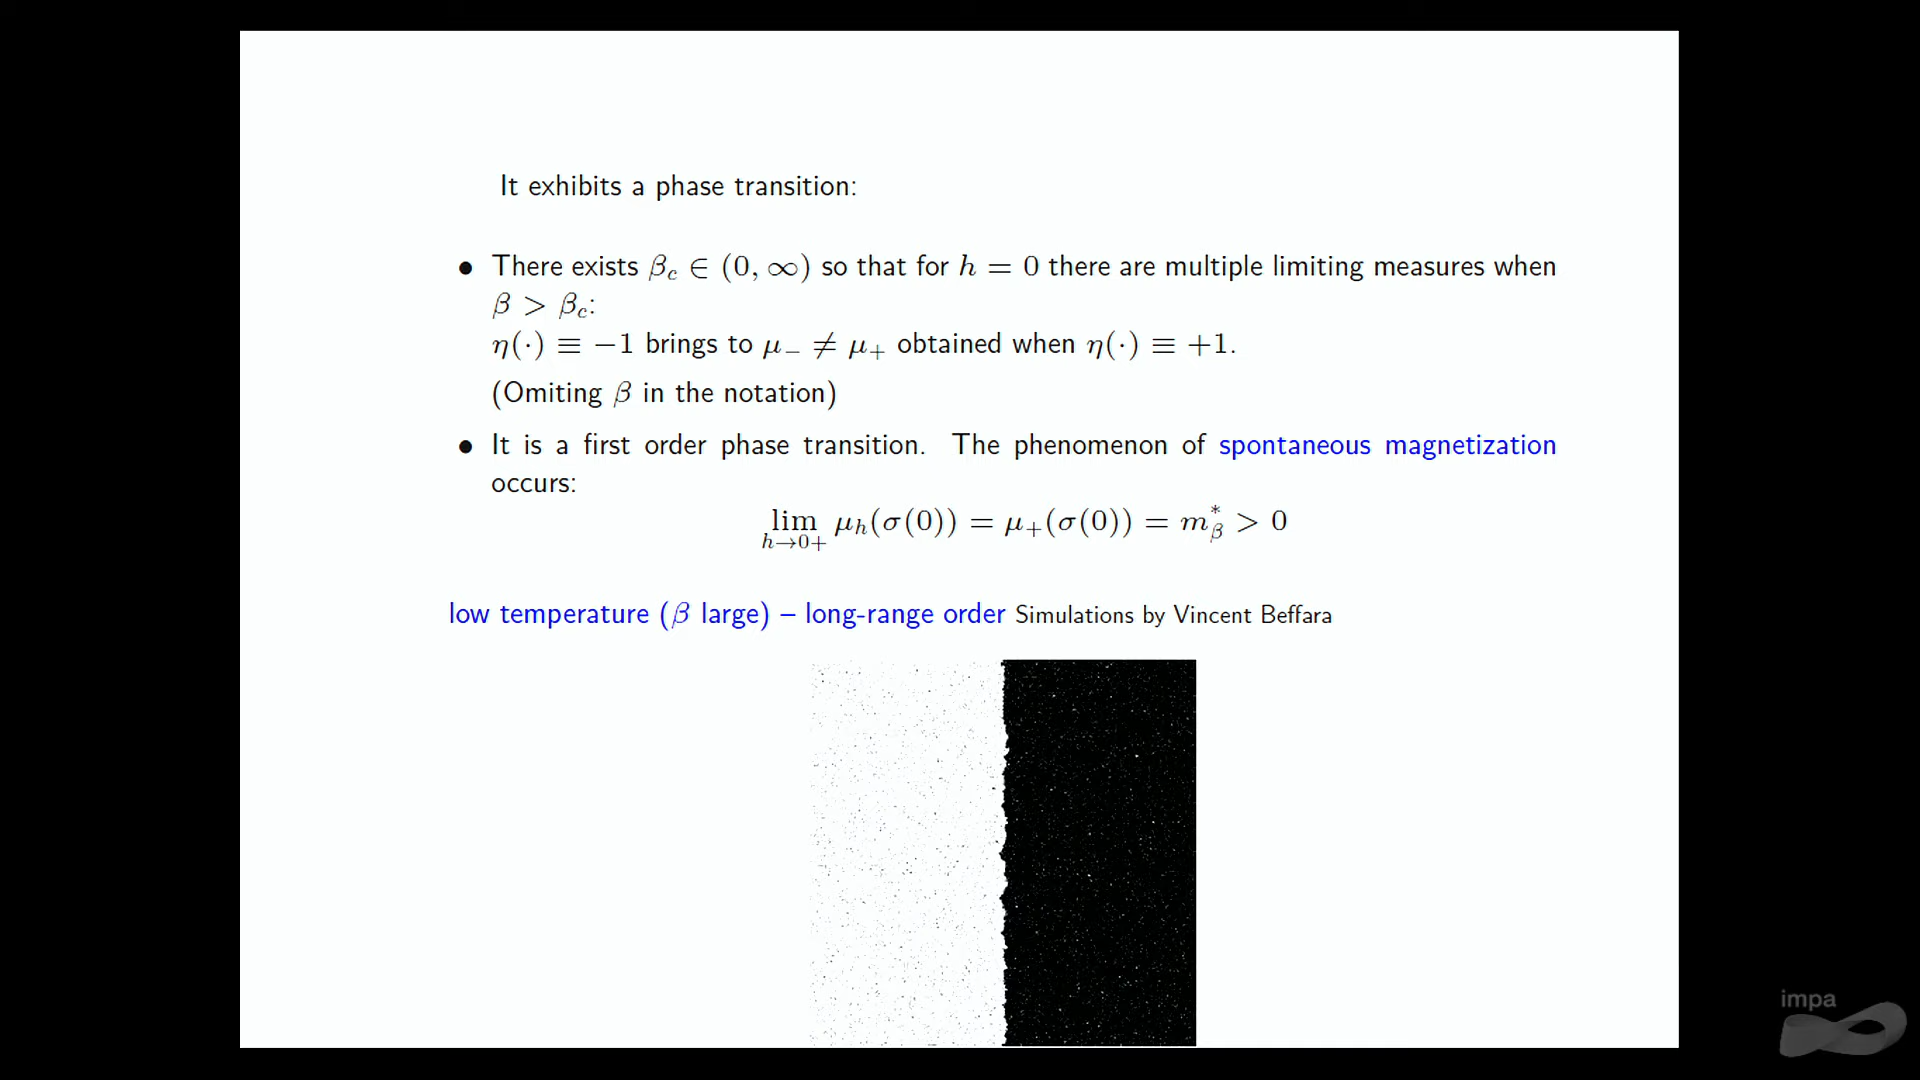 It exhibits a phase transition:
• There exists β_c ∈ (0, ∞) so that for h = 0 there are multiple limiting measures when
β > β_c:
η(·) ≡ −1 brings to μ_− ≠ μ_+ obtained when η(·) ≡ +1.
(Omiting β in the notation)
• It is a first order phase transition. The phenomenon of spontaneous magnetization
occurs:
lim_{h→0+} μ_h(σ(0)) = μ_+(σ(0)) = m^*_β > 0
low temperature (β large) – long-range order Simulations by Vincent Beffara
impa